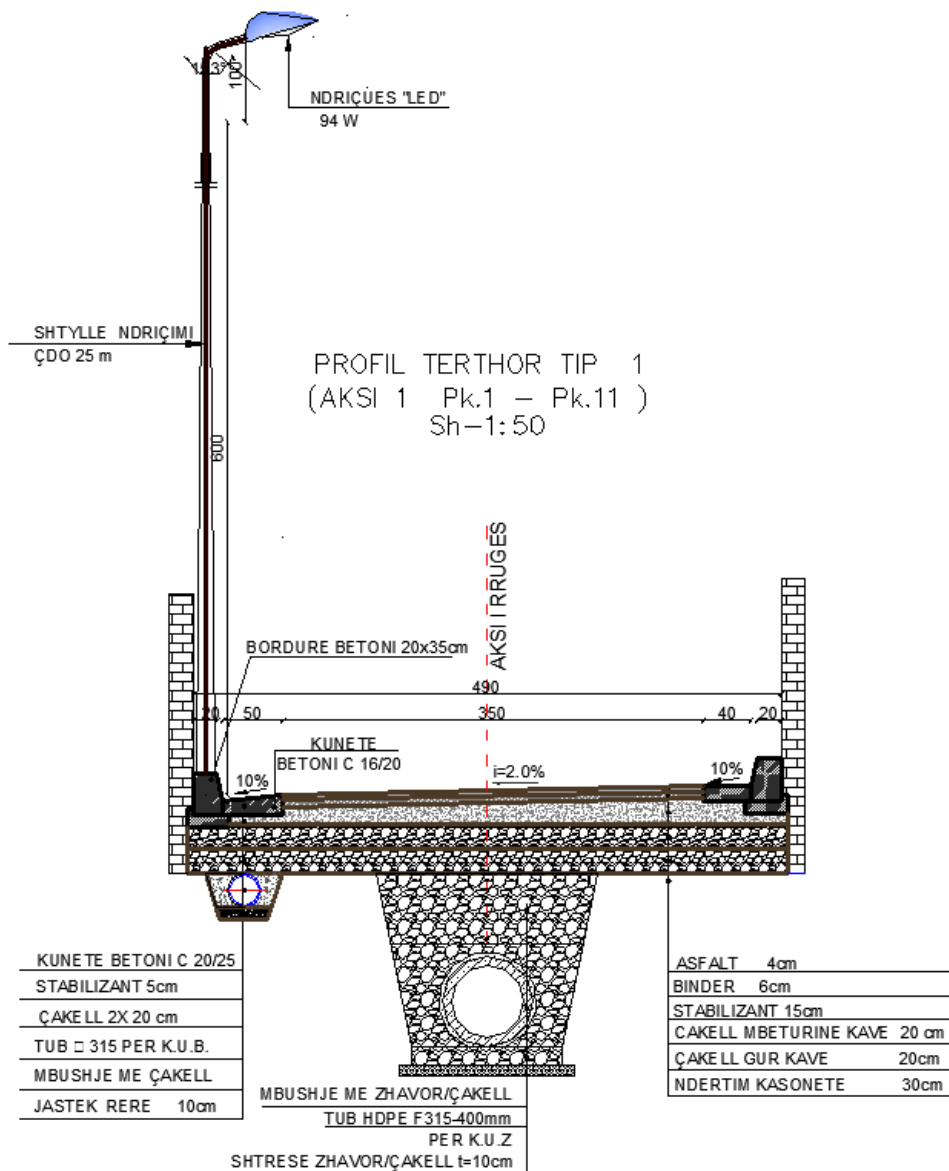 15.3°
100
NDRIÇUES "LED"
94 W
SHTYLLE NDRIÇIMI
ÇDO 25 m
PROFIL TERTHOR TIP 1
(AKSI 1 Pk.1 – Pk.11 )
Sh–1:50
600
AKSI I RRUGES
BORDURE BETONI 20x35cm
490
20 50 350 40 20
KUNETE
BETONI C 16/20
10% i=2.0% 10%
KUNETE BETONI C 20/25
STABILIZANT 5cm
ÇAKELL 2X 20 cm
TUB □ 315 PER K.U.B.
MBUSHJE ME ÇAKELL
JASTEK RERE 10cm
MBUSHJE ME ZHAVOR/ÇAKELL
TUB HDPE F315-400mm
PER K.U.Z
SHTRESE ZHAVOR/ÇAKELL t=10cm
ASFALT 4cm
BINDER 6cm
STABILIZANT 15cm
CAKELL MBETURINE KAVE 20 cm
ÇAKELL GUR KAVE 20cm
NDERTIM KASONETE 30cm